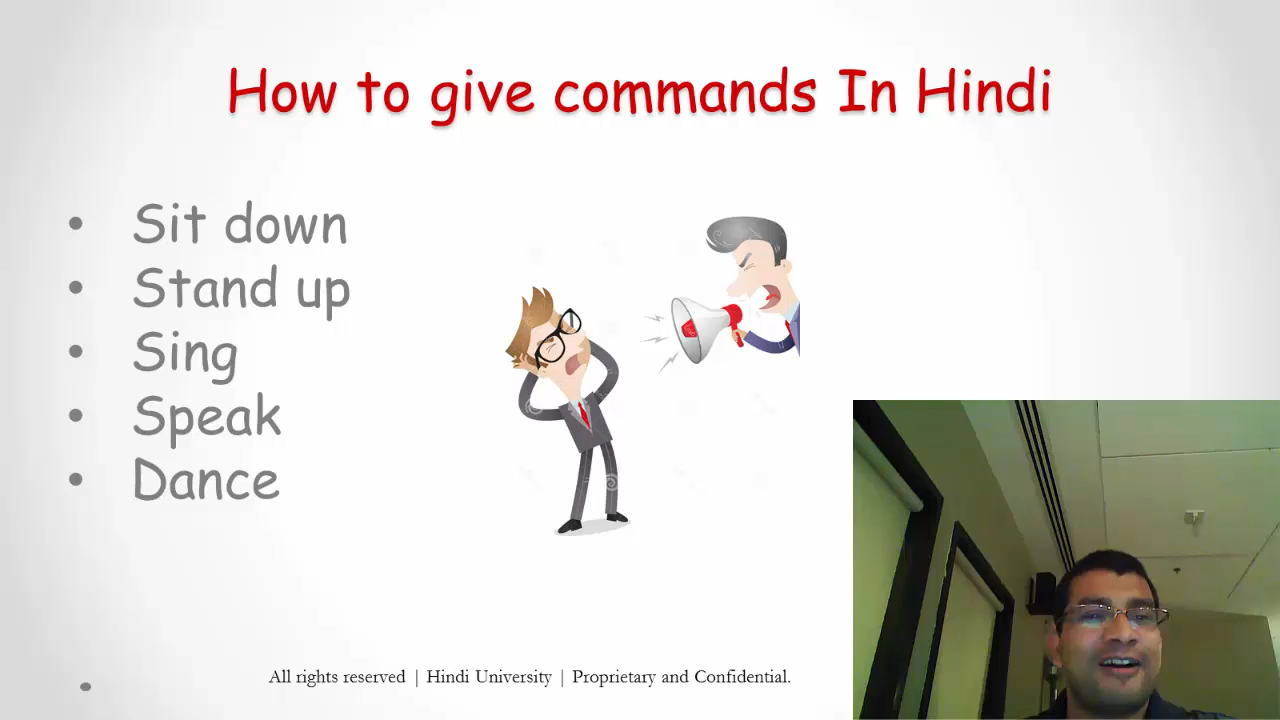 How to give commands In Hindi
• Sit down
• Stand up
• Sing
• Speak
• Dance
All rights reserved | Hindi University | Proprietary and Confidential.